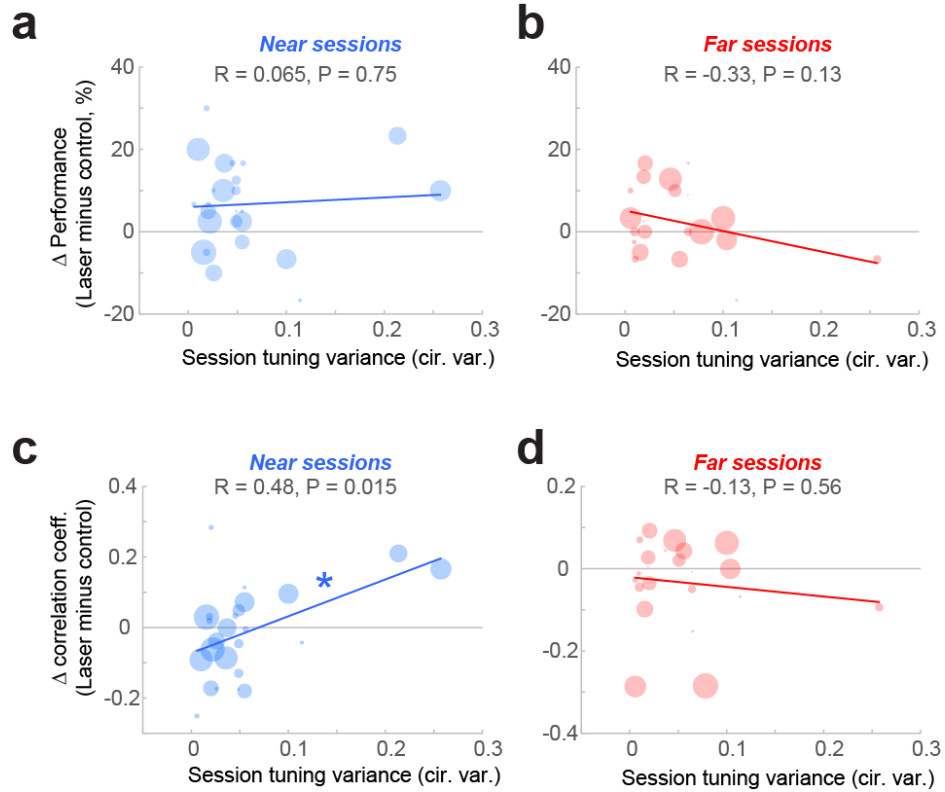 a
Near sessions
R = 0.065, P = 0.75
Δ Performance
(Laser minus control, %)
40
20
0
-20
0
0.1
0.2
0.3
Session tuning variance (cir. var.)
b
Far sessions
R = -0.33, P = 0.13
40
20
0
-20
0
0.1
0.2
0.3
Session tuning variance (cir. var.)
c
Near sessions
R = 0.48, P = 0.015
Δ correlation coeff.
(Laser minus control)
0.4
0.2
0
-0.2
*
0
0.1
0.2
0.3
Session tuning variance (cir. var.)
d
Far sessions
R = -0.13, P = 0.56
0.2
0
-0.2
-0.4
0
0.1
0.2
0.3
Session tuning variance (cir. var.)